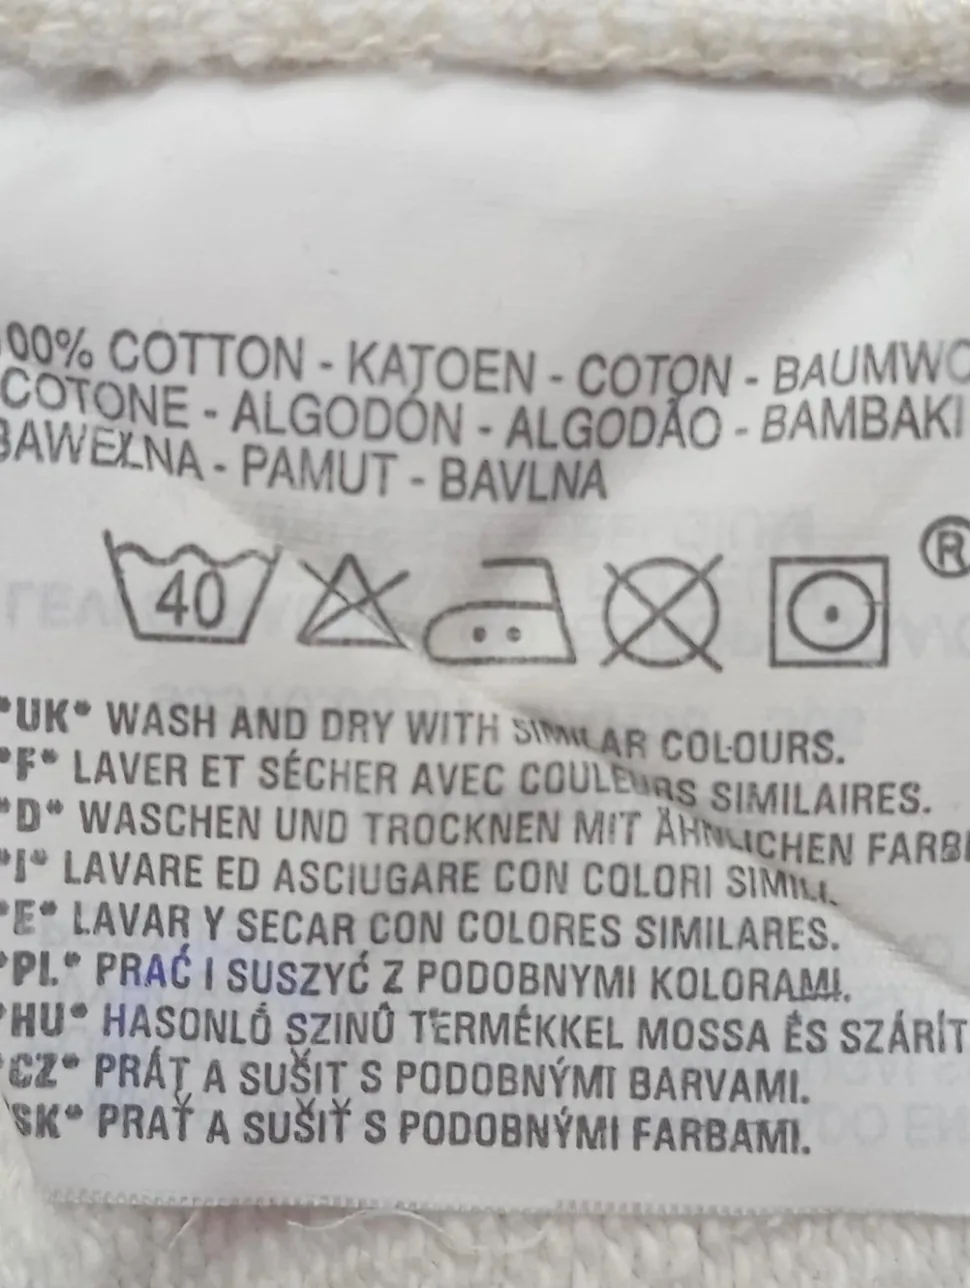 00% COTTON - KATOEN - COTON - BAUMWO
COTONE - ALGODÓN - ALGODÃO - BAMBAKI
BAWEŁNA - PAMUT - BAVLNA
40
®
*UK* WASH AND DRY WITH SIMILAR COLOURS.
*F* LAVER ET SÉCHER AVEC COULEURS SIMILAIRES.
*D* WASCHEN UND TROCKNEN MIT ÄHNLICHEN FARB
*I* LAVARE ED ASCIUGARE CON COLORI SIMILI.
*E* LAVAR Y SECAR CON COLORES SIMILARES.
*PL* PRAĆ I SUSZYĆ Z PODOBNYMI KOLORAMI.
*HU* HASONLÓ SZINÛ TERMÉKKEL MOSSA ÉS SZÁRÍT
*CZ* PRÁT A SUŠIT S PODOBNÝMI BARVAMI.
SK* PRAŤ A SUŠIŤ S PODOBNÝMI FARBAMI.